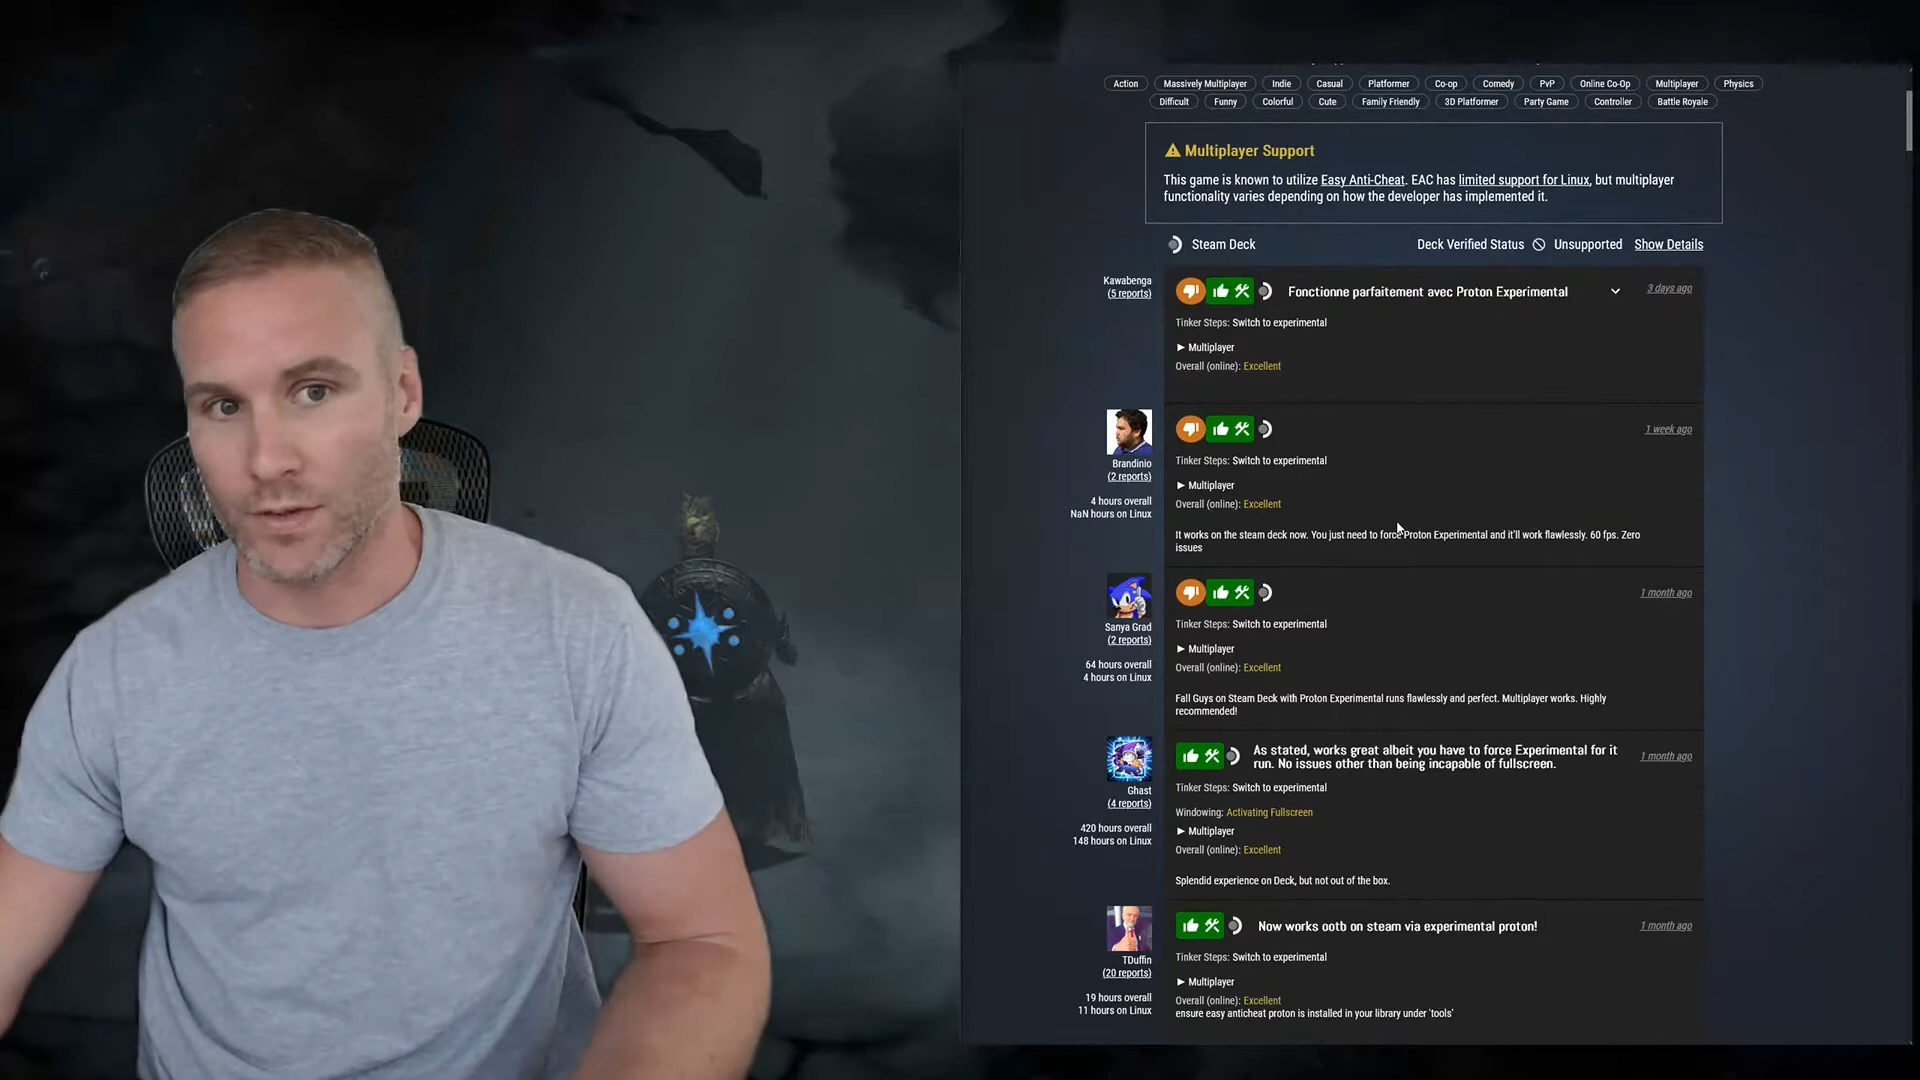 Action Massively Multiplayer Indie Casual Platformer Co-op Comedy PvP Online Co-Op Multiplayer Physics
Difficult Funny Colorful Cute Family Friendly 3D Platformer Party Game Controller Battle Royale
Multiplayer Support
This game is known to utilize Easy Anti-Cheat. EAC has limited support for Linux, but multiplayer
functionality varies depending on how the developer has implemented it.
Steam Deck Deck Verified Status Unsupported Show Details
Kawabenga
(5 reports)
Fonctionne parfaitement avec Proton Experimental 3 days ago
Tinker Steps: Switch to experimental
► Multiplayer
Overall (online): Excellent
Brandinio
(2 reports)
4 hours overall
NaN hours on Linux
1 week ago
Tinker Steps: Switch to experimental
► Multiplayer
Overall (online): Excellent
It works on the steam deck now. You just need to force Proton Experimental and it'll work flawlessly. 60 fps. Zero
issues
Sanya Grad
(2 reports)
64 hours overall
4 hours on Linux
1 month ago
Tinker Steps: Switch to experimental
► Multiplayer
Overall (online): Excellent
Fall Guys on Steam Deck with Proton Experimental runs flawlessly and perfect. Multiplayer works. Highly
recommended!
Ghast
(4 reports)
420 hours overall
148 hours on Linux
As stated, works great albeit you have to force Experimental for it
run. No issues other than being incapable of fullscreen.
1 month ago
Tinker Steps: Switch to experimental
Windowing: Activating Fullscreen
► Multiplayer
Overall (online): Excellent
Splendid experience on Deck, but not out of the box.
TDuffin
(20 reports)
19 hours overall
11 hours on Linux
Now works ootb on steam via experimental proton! 1 month ago
Tinker Steps: Switch to experimental
► Multiplayer
Overall (online): Excellent
ensure easy anticheat proton is installed in your library under 'tools'